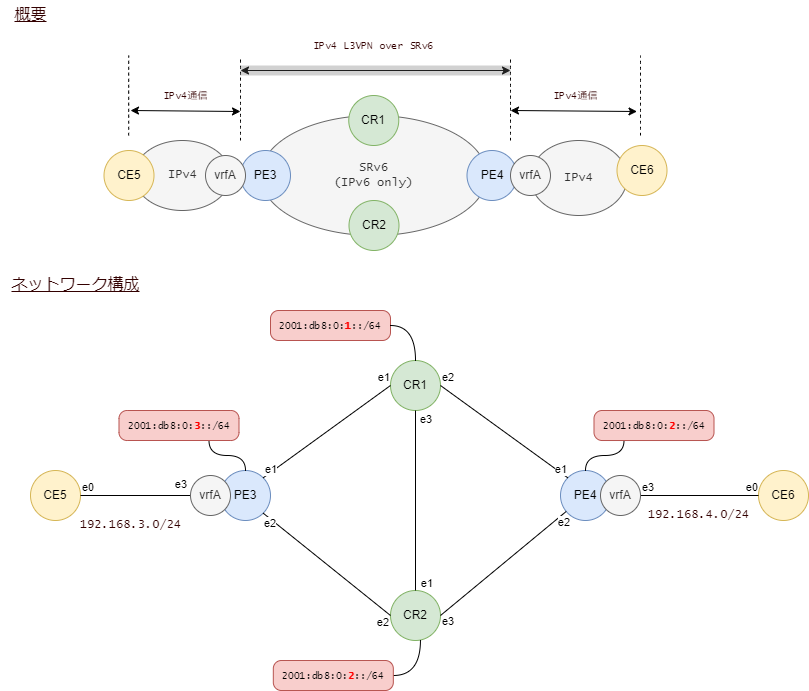 概要
IPv4 L3VPN over SRv6
IPv4通信
IPv4通信
CR1
CE5
IPv4
vrfA
PE3
SRv6
(IPv6 only)
PE4
vrfA
IPv4
CE6
CR2
ネットワーク構成
2001:db8:0:1::/64
e1
CR1
e2
e3
2001:db8:0:3::/64
2001:db8:0:2::/64
e1
e1
CE5
e0
e3
vrfA
PE3
PE4
vrfA
e3
e0
CE6
192.168.3.0/24
e2
e2
192.168.4.0/24
e1
CR2
e2
e3
2001:db8:0:2::/64